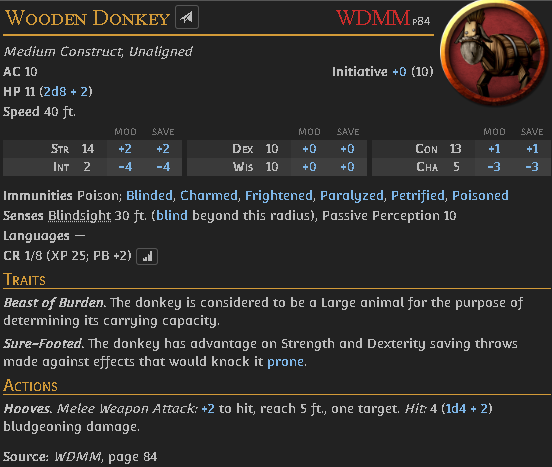 Wooden Donkey WDMM p84
Medium Construct, Unaligned
AC 10
HP 11 (2d8 + 2) Initiative +0 (10)
Speed 40 ft.
MOD SAVE MOD SAVE MOD SAVE
Str 14 +2 +2 Dex 10 +0 +0 Con 13 +1 +1
Int 2 −4 −4 Wis 10 +0 +0 Cha 5 −3 −3
Immunities Poison; Blinded, Charmed, Frightened, Paralyzed, Petrified, Poisoned
Senses Blindsight 30 ft. (blind beyond this radius), Passive Perception 10
Languages —
CR 1/8 (XP 25; PB +2)
Traits
Beast of Burden. The donkey is considered to be a Large animal for the purpose of
determining its carrying capacity.
Sure-Footed. The donkey has advantage on Strength and Dexterity saving throws
made against effects that would knock it prone.
Actions
Hooves. Melee Weapon Attack: +2 to hit, reach 5 ft., one target. Hit: 4 (1d4 + 2)
bludgeoning damage.
Source: WDMM, page 84